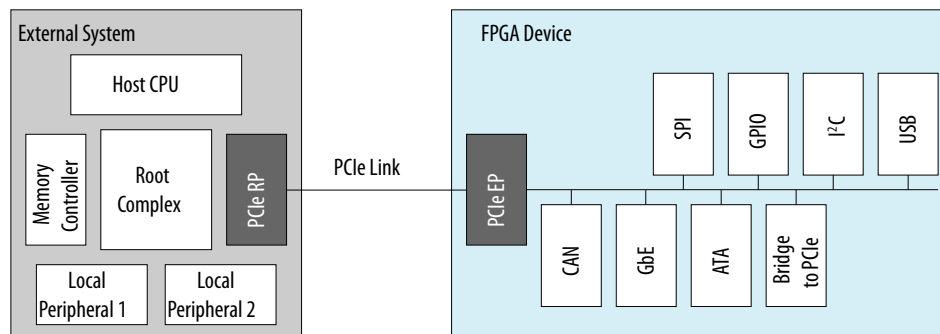 External System
Host CPU
Memory
Controller
Root
Complex
PCIe RP
Local
Peripheral 1
Local
Peripheral 2
PCIe Link
FPGA Device
PCIe EP
SPI
GPIO
I²C
USB
CAN
GbE
ATA
Bridge
to PCIe